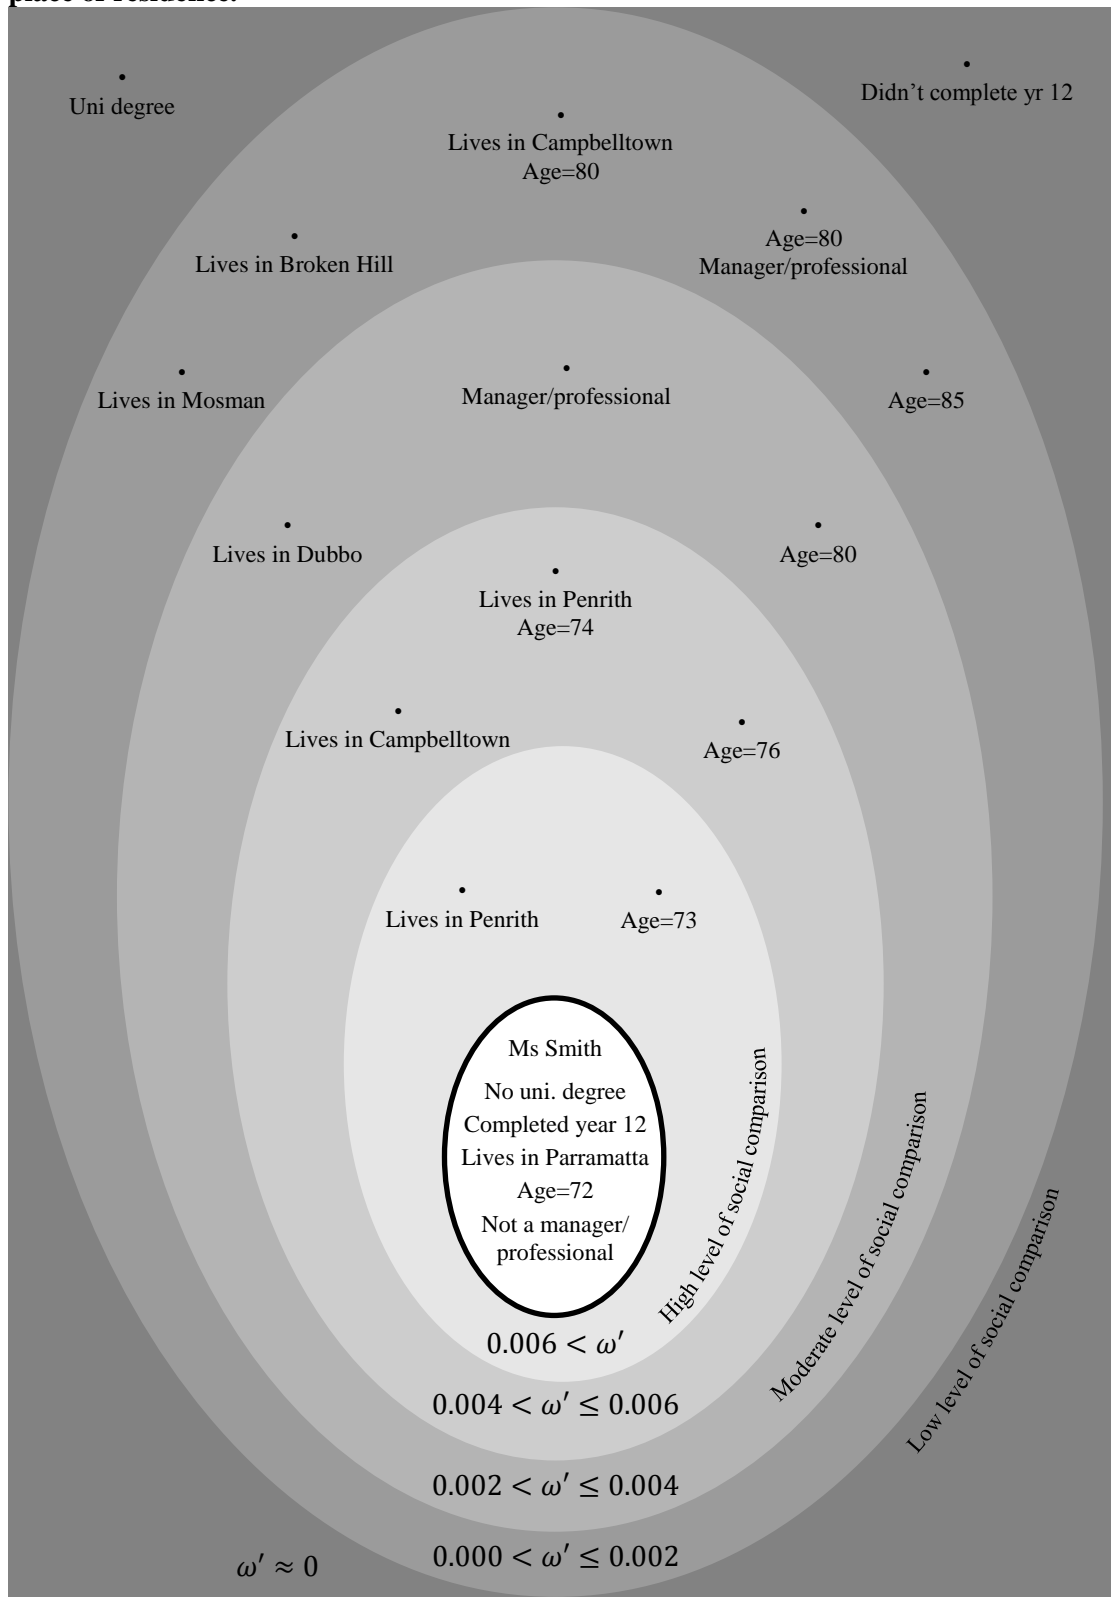 place of residence.
Uni degree
Didn't complete yr 12
Lives in Campbelltown
Age=80
Lives in Broken Hill
Age=80
Manager/professional
Lives in Mosman
Manager/professional
Age=85
Lives in Dubbo
Age=80
Lives in Penrith
Age=74
Lives in Campbelltown
Age=76
Lives in Penrith
Age=73
Ms Smith
No uni. degree
Completed year 12
Lives in Parramatta
Age=72
Not a manager/
professional
High level of social comparison
Moderate level of social comparison
Low level of social comparison
0.006 < ω′
0.004 < ω′ ≤ 0.006
0.002 < ω′ ≤ 0.004
0.000 < ω′ ≤ 0.002
ω′ ≈ 0